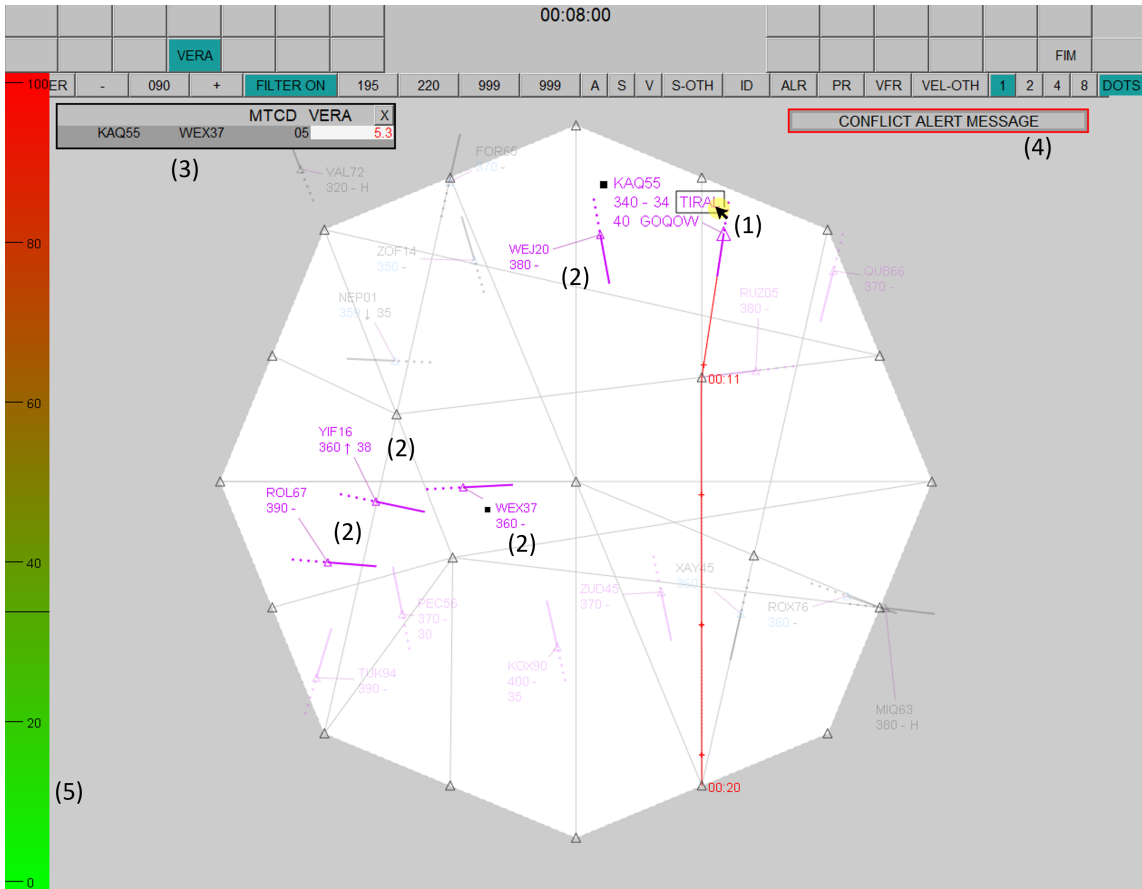 00:08:00
VERA
FIM
100
ER - 090 + FILTER ON 195 220 999 999 A S V S-OTH ID ALR PR VFR VEL-OTH 1 2 4 8 DOTS
MTCD VERA X
KAQ55 WEX37 05 5.3
(3)
CONFLICT ALERT MESSAGE
(4)
VAL72
320 - H
FOR65
370 -
KAQ55
340 - 34 TIRAL
40 GOQOW
(1)
80
ZOF14
350 -
WEJ20
380 -
(2)
QUB66
370 -
RUZ05
380 -
NEP01
359 ↓ 35
00:11
60
YIF16
360 ↑ 38
(2)
ROL67
390 -
(2)
WEX37
360 -
(2)
40
XAY45
360 -
ZUD45
370 -
ROX76
360 -
PEC56
370 -
30
KOX90
400 -
35
TUK94
390 -
MIQ63
380 - H
20
00:20
(5)
0